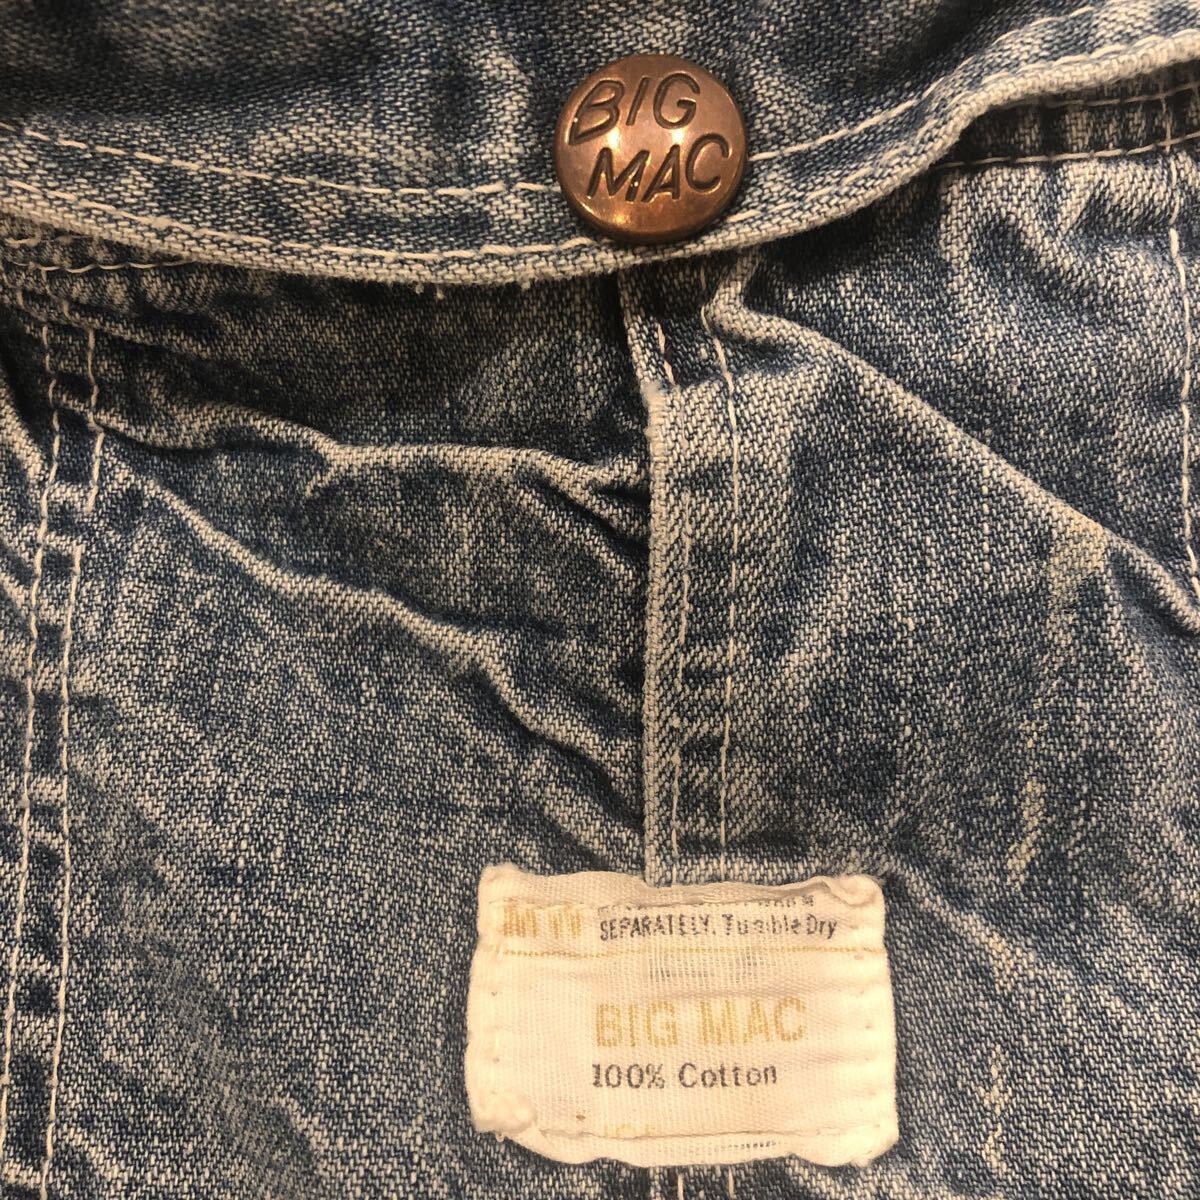 BIG
MAC
SEPARATELY. Tumble Dry
BIG MAC
100% Cotton